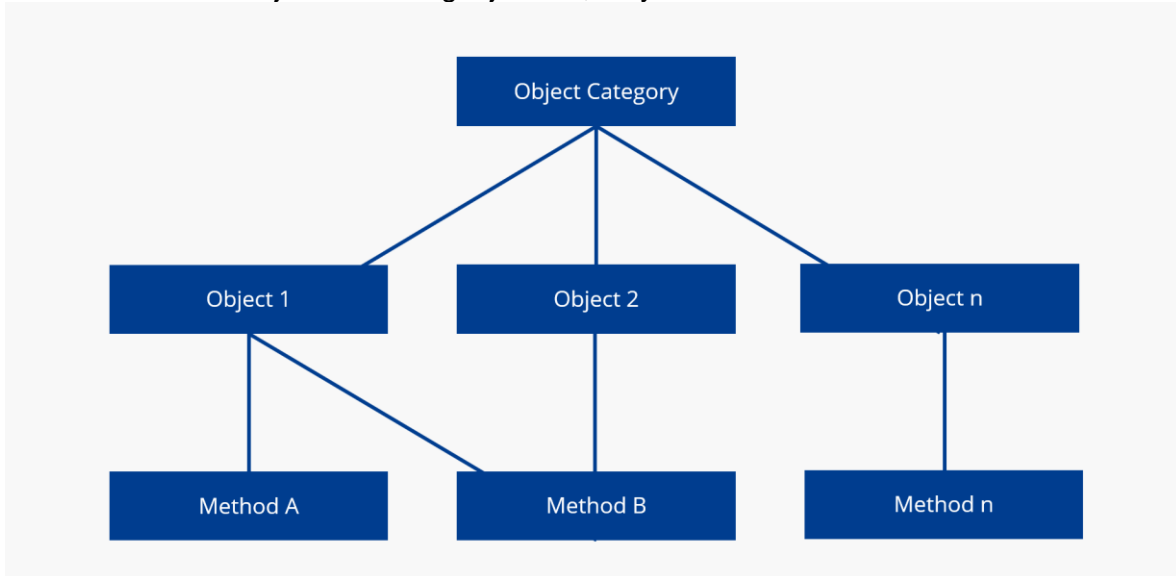 Object Category
Object 1
Object 2
Object n
Method A
Method B
Method n